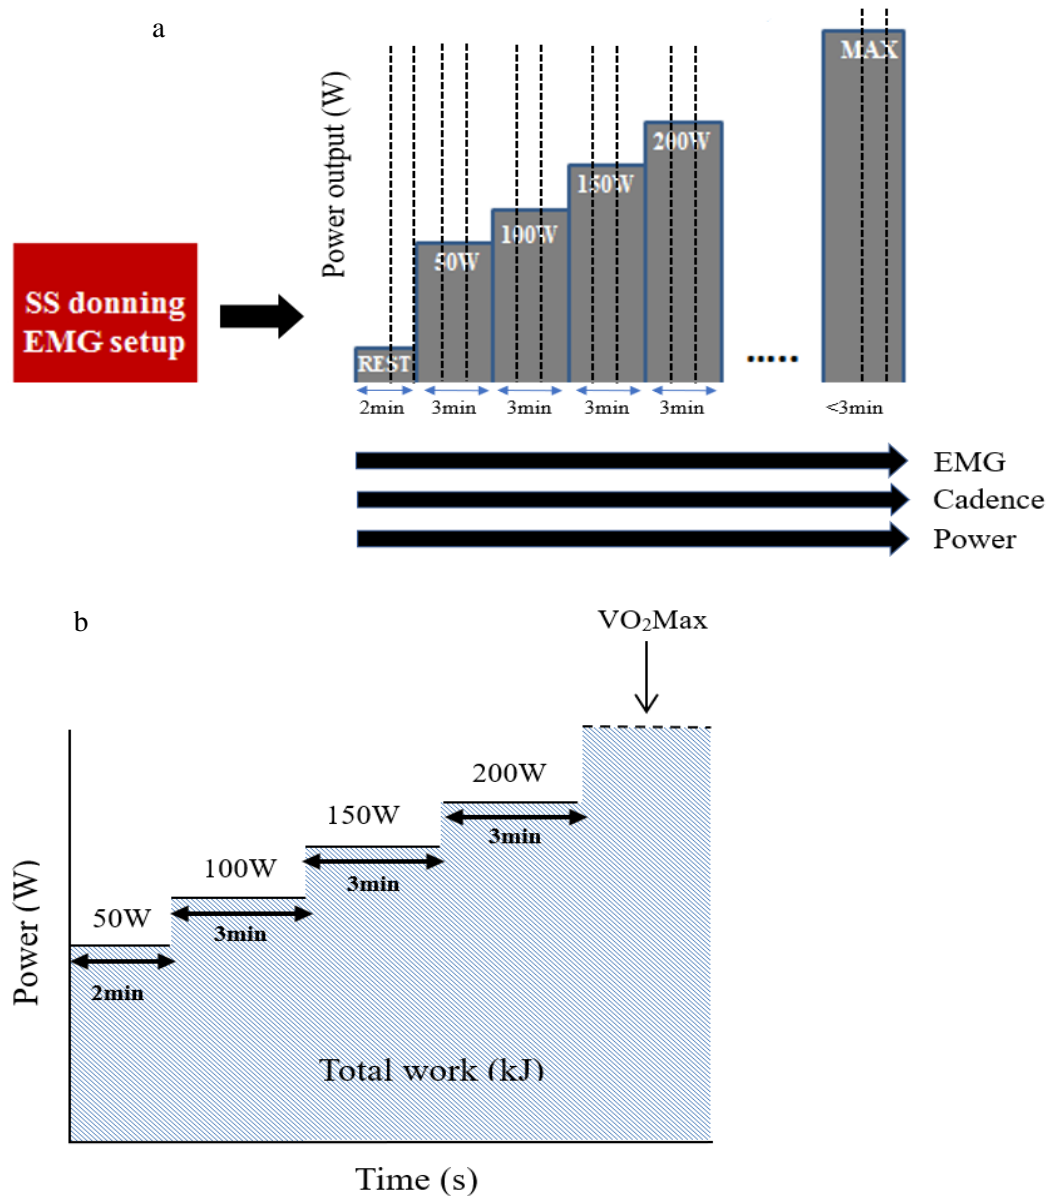 a
Power output (W)
SS donning
EMG setup
REST
50W
100W
150W
200W
.....
MAX
2min
3min
3min
3min
3min
<3min
EMG
Cadence
Power
b
VO₂Max
Power (W)
50W
2min
100W
3min
150W
3min
200W
3min
Total work (kJ)
Time (s)